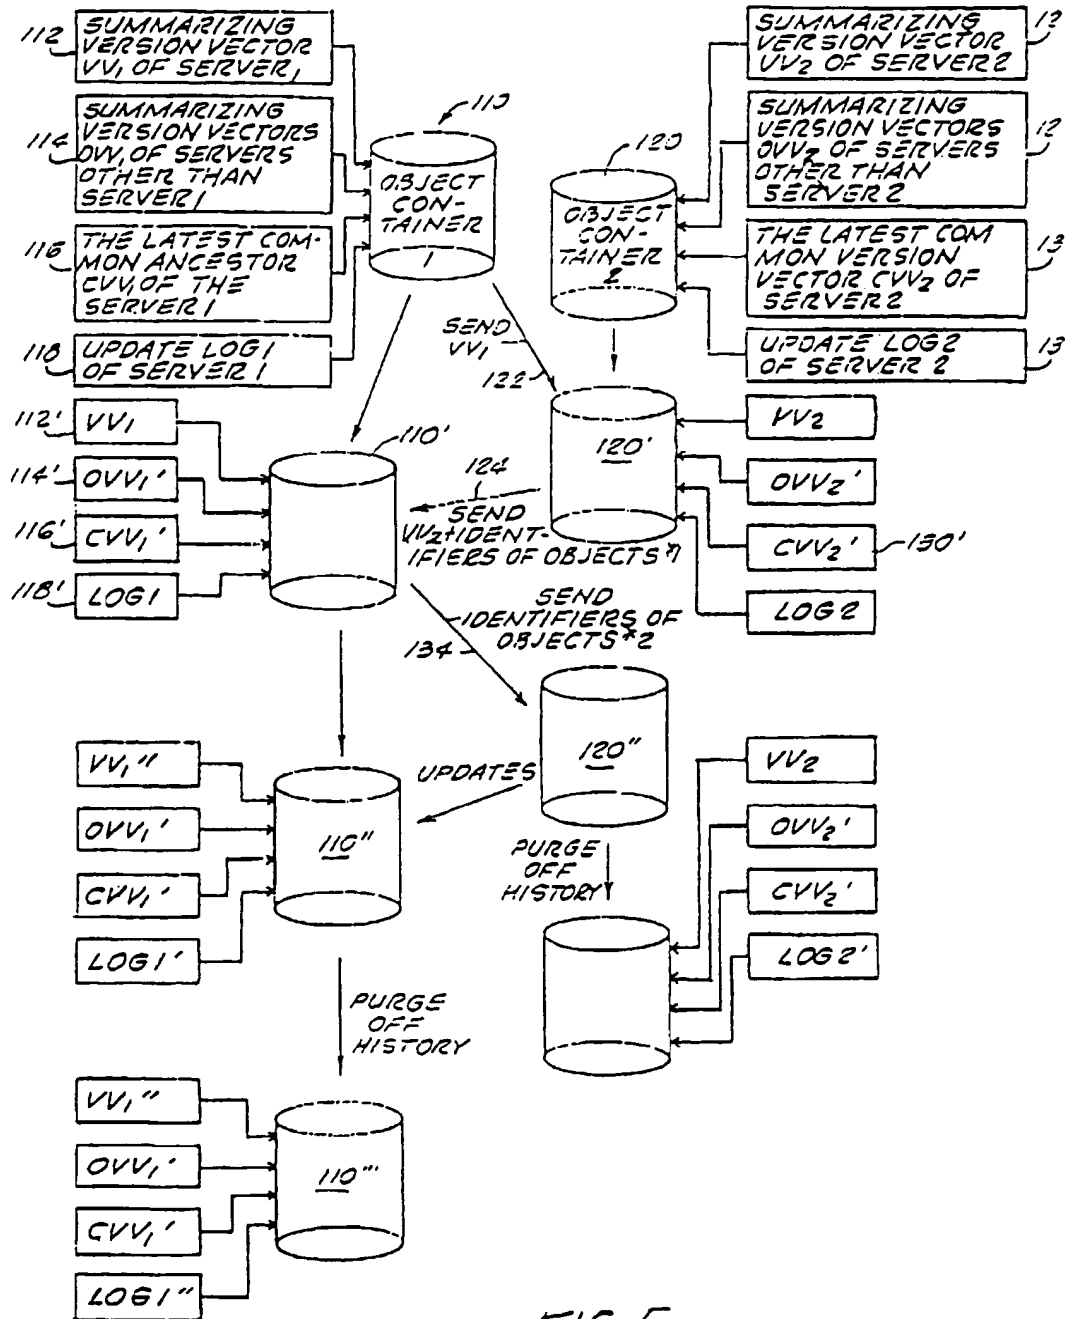 112
SUMMARIZING
VERSION VECTOR
VV1 OF SERVER1
114
SUMMARIZING
VERSION VECTORS
OVV1 OF SERVERS
OTHER THAN
SERVER1
116
THE LATEST COM-
MON ANCESTOR
CVV1 OF THE
SERVER1
118
UPDATE LOG1
OF SERVER1
110
OBJECT
CON-
TAINER
1
120
OBJECT
CON-
TAINER
2
SUMMARIZING
VERSION VECTOR
VV2 OF SERVER2
12
SUMMARIZING
VERSION VECTORS
OVV2 OF SERVERS
OTHER THAN
SERVER2
12
THE LATEST COM
MON VERSION
VECTOR CVV2 OF
SERVER2
13
UPDATE LOG2
OF SERVER 2
13
SEND
VV1
122
112'
VV1
114'
OVV1'
116'
CVV1'
118'
LOG1
110'
120'
VV2
OVV2'
CVV2'
130'
LOG2
124
SEND
VV2+IDENT-
IFIERS OF OBJECTS*1
SEND
IDENTIFIERS OF
OBJECTS*2
134
VV1"
OVV1'
CVV1'
LOG1'
110"
UPDATES
120"
PURGE
OFF
HISTORY
VV2
OVV2'
CVV2'
LOG2'
PURGE
OFF
HISTORY
VV1"
OVV1'
CVV1'
LOG1"
110'"